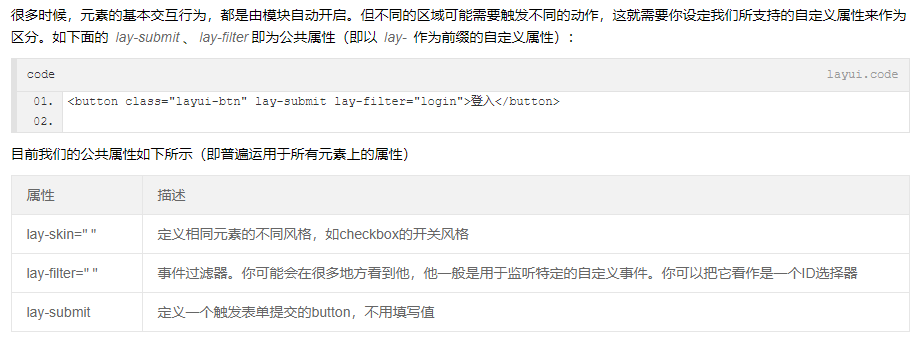 很多时候，元素的基本交互行为，都是由模块自动开启。但不同的区域可能需要触发不同的动作，这就需要你设定我们所支持的自定义属性来作为
区分。如下面的 lay-submit、lay-filter即为公共属性（即以 lay- 作为前缀的自定义属性）：
code layui.code
01. <button class="layui-btn" lay-submit lay-filter="login">登入</button>
02.
目前我们的公共属性如下所示（即普遍运用于所有元素上的属性）
属性 描述
lay-skin=" " 定义相同元素的不同风格，如checkbox的开关风格
lay-filter=" " 事件过滤器。你可能会在很多地方看到他，他一般是用于监听特定的自定义事件。你可以把它看作是一个ID选择器
lay-submit 定义一个触发表单提交的button，不用填写值